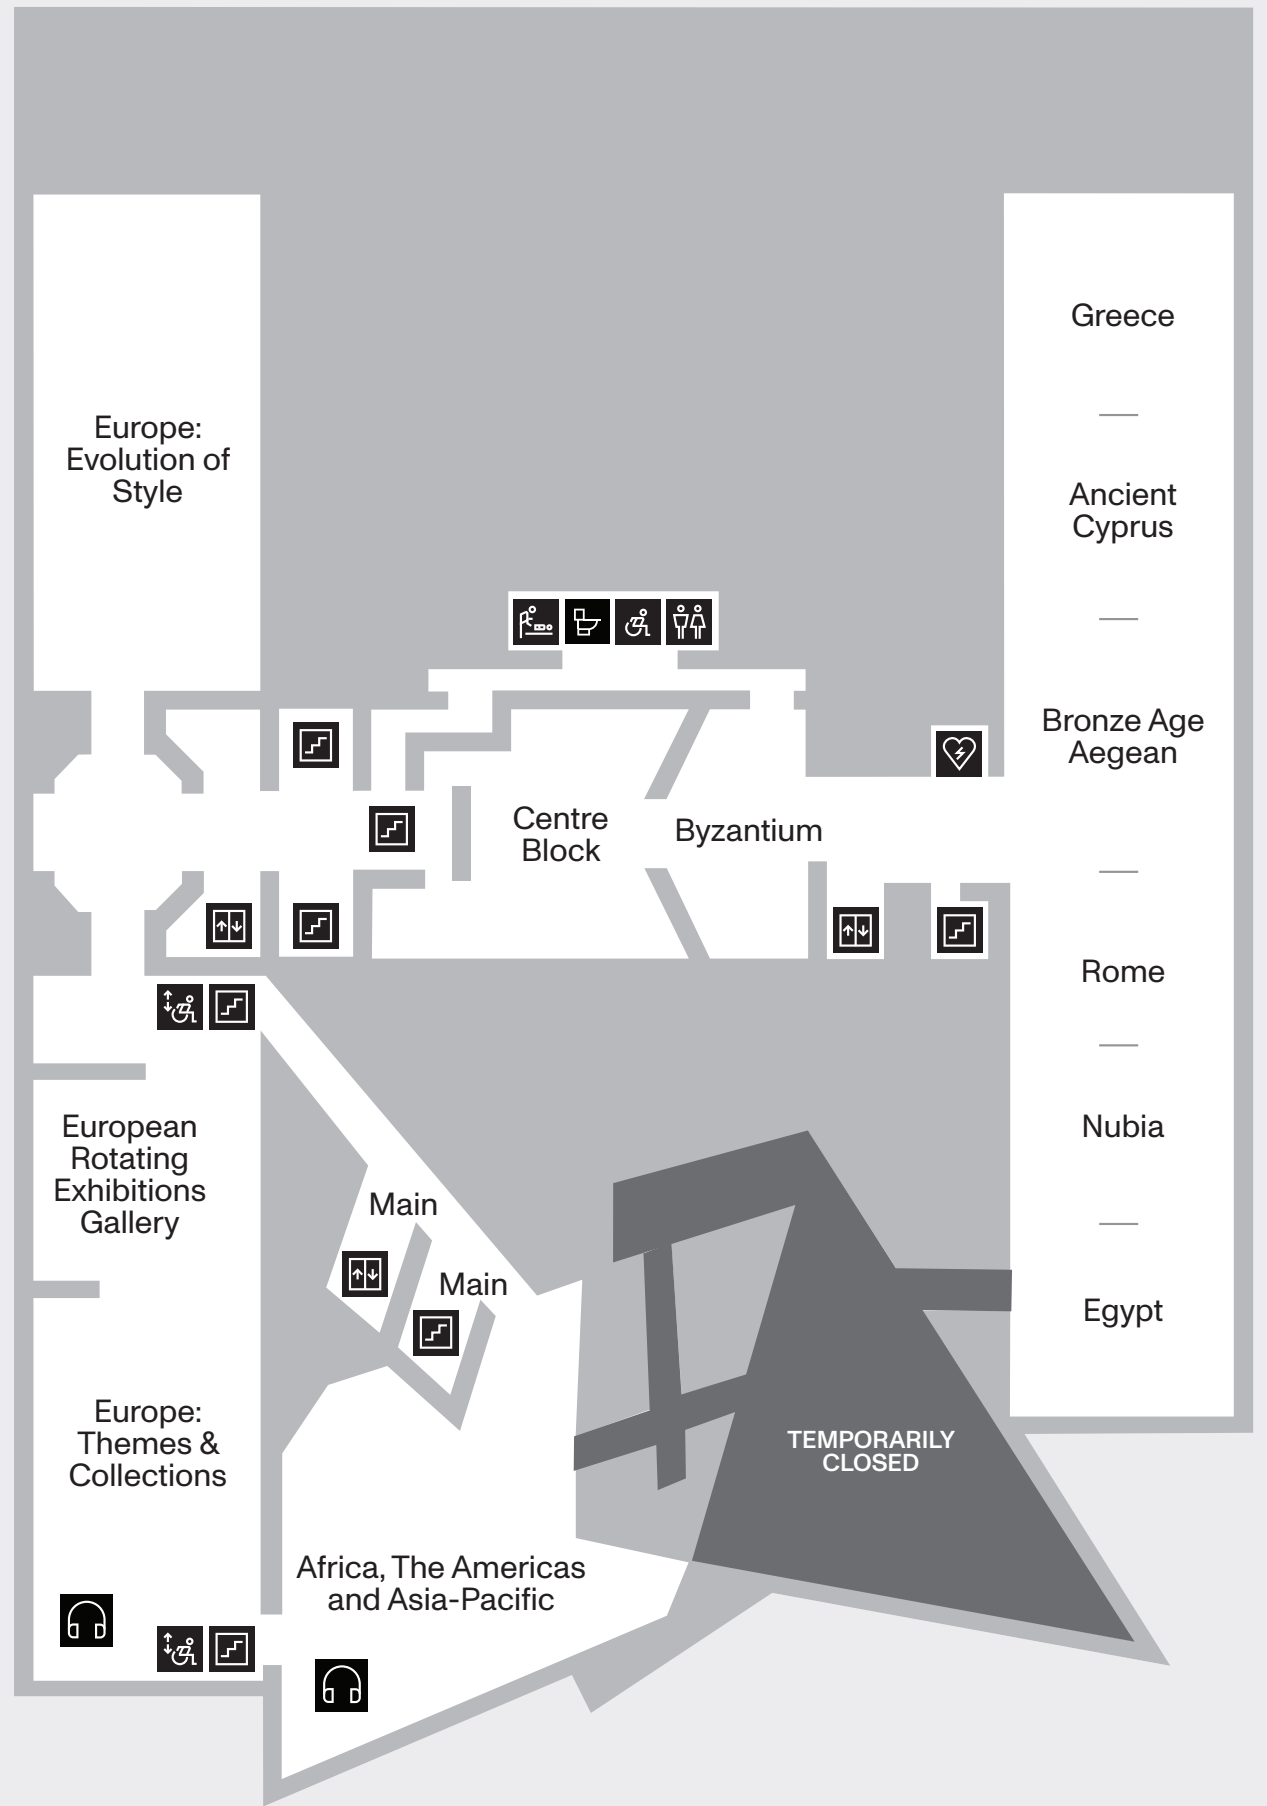 Greece
Europe:
Evolution of
Style
Ancient
Cyprus
Bronze Age
Aegean
Centre
Block
Byzantium
Rome
European
Rotating
Exhibitions
Gallery
Nubia
Main
Main
Egypt
Europe:
Themes &
Collections
TEMPORARILY
CLOSED
Africa, The Americas
and Asia-Pacific